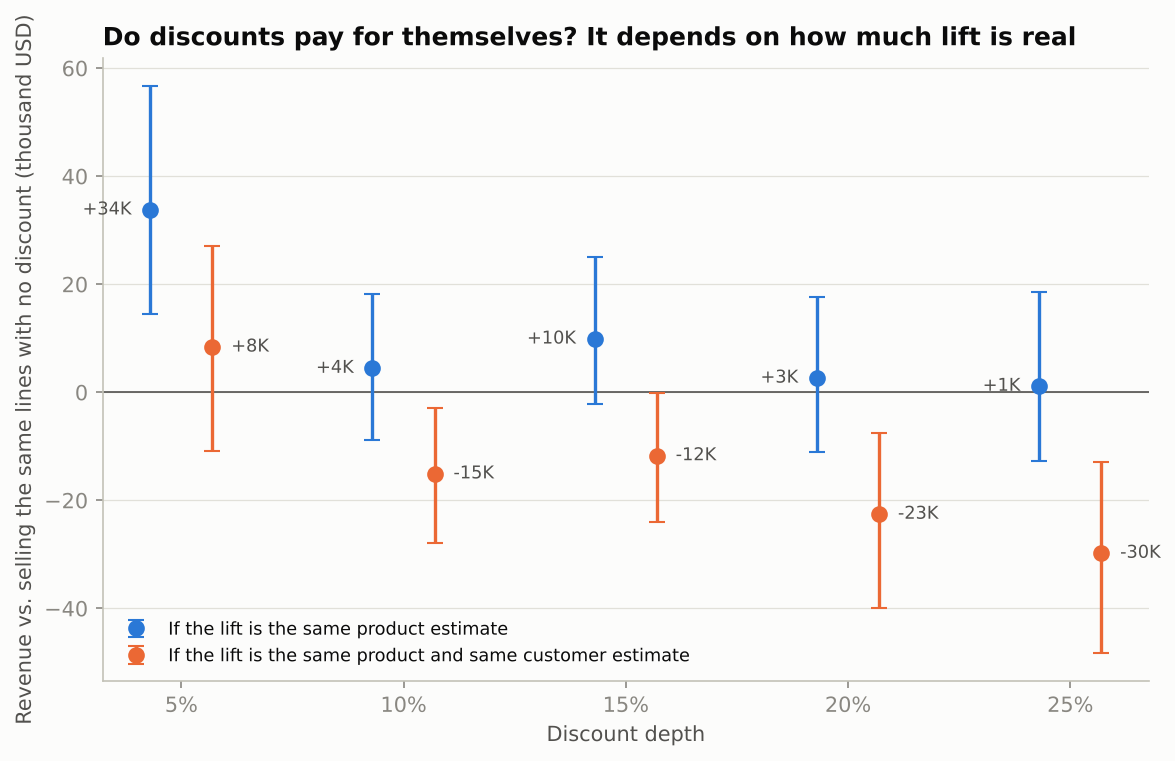 Do discounts pay for themselves? It depends on how much lift is real
Revenue vs. selling the same lines with no discount (thousand USD)
60
40
20
0
−20
−40
+34K
+8K
+4K
-15K
+10K
-12K
+3K
-23K
+1K
-30K
If the lift is the same product estimate
If the lift is the same product and same customer estimate
5%
10%
15%
20%
25%
Discount depth